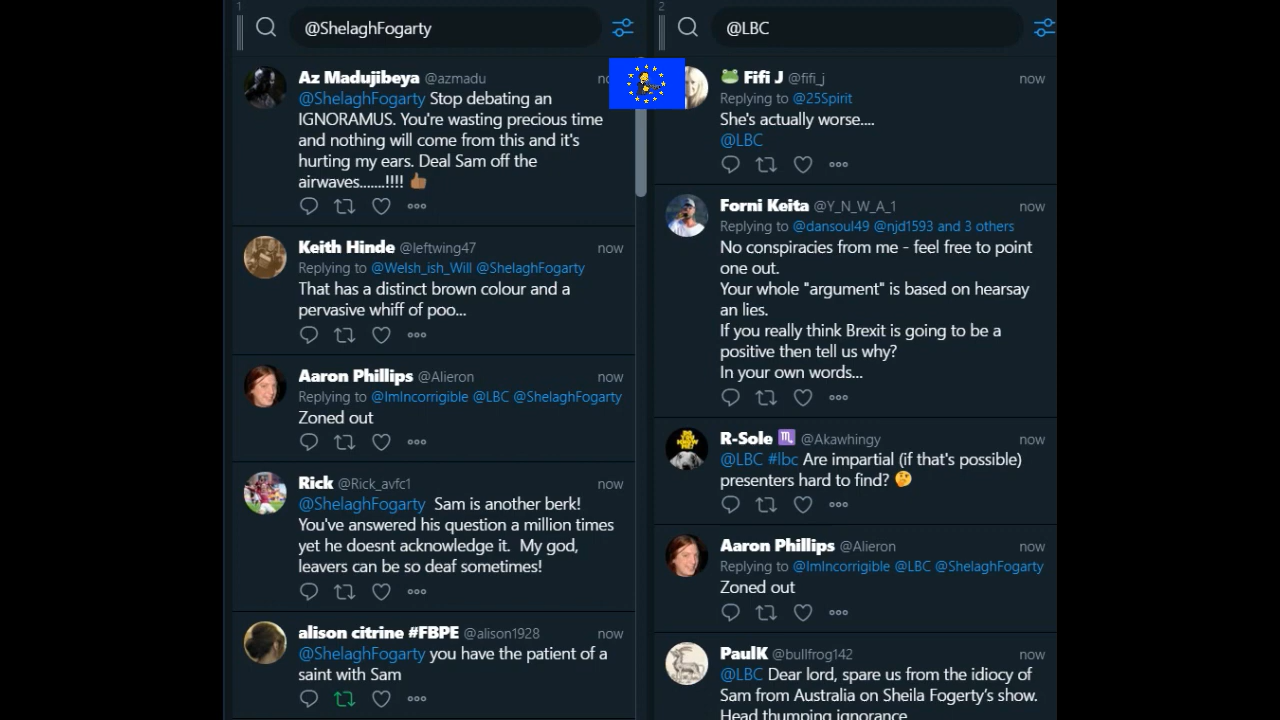 1
@ShelaghFogarty
Az Madujibeya @azmadu
@ShelaghFogarty Stop debating an
IGNORAMUS. You're wasting precious time
and nothing will come from this and it's
hurting my ears. Deal Sam off the
airwaves.......!!!! 👍🏾
Keith Hinde @leftwing47 now
Replying to @Welsh_ish_Will @ShelaghFogarty
That has a distinct brown colour and a
pervasive whiff of poo...
Aaron Phillips @Alieron now
Replying to @ImIncorrigible @LBC @ShelaghFogarty
Zoned out
Rick @Rick_avfc1 now
@ShelaghFogarty Sam is another berk!
You've answered his question a million times
yet he doesnt acknowledge it. My god,
leavers can be so deaf sometimes!
alison citrine #FBPE @alison1928 now
@ShelaghFogarty you have the patient of a
saint with Sam
2
@LBC
🐸 Fifi J @fifi_j now
Replying to @25Spirit
She's actually worse....
@LBC
Forni Keita @Y_N_W_A_1 now
Replying to @dansoul49 @njd1593 and 3 others
No conspiracies from me - feel free to point
one out.
Your whole "argument" is based on hearsay
an lies.
If you really think Brexit is going to be a
positive then tell us why?
In your own words...
R-Sole ♏ @Akawhingy now
@LBC #lbc Are impartial (if that's possible)
presenters hard to find? 🤔
Aaron Phillips @Alieron now
Replying to @ImIncorrigible @LBC @ShelaghFogarty
Zoned out
PaulK @bullfrog142 now
@LBC Dear lord, spare us from the idiocy of
Sam from Australia on Sheila Fogerty's show.
Head thumping ignorance